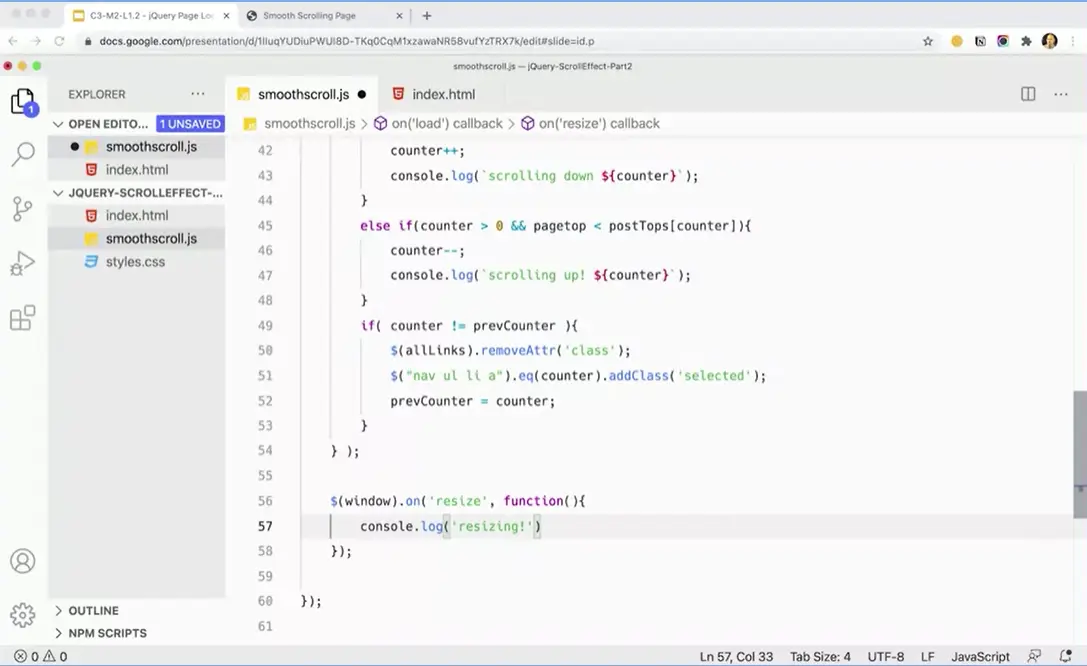 C3-M2-L1.2 - jQuery Page Lo
Smooth Scrolling Page
docs.google.com/presentation/d/1IluqYUDiuPWUI8D-TKq0CqM1xzawaNR58vufYzTRX7k/edit#slide=id.p
smoothscroll.js — jQuery-ScrollEffect-Part2
EXPLORER
smoothscroll.js
index.html
OPEN EDITO... 1 UNSAVED
smoothscroll.js > on('load') callback > on('resize') callback
smoothscroll.js
index.html
JQUERY-SCROLLEFFECT-...
index.html
smoothscroll.js
styles.css
42 counter++;
43 console.log(`scrolling down ${counter}`);
44 }
45 else if(counter > 0 && pagetop < postTops[counter]){
46 counter--;
47 console.log(`scrolling up! ${counter}`);
48 }
49 if( counter != prevCounter ){
50 $(allLinks).removeAttr('class');
51 $("nav ul li a").eq(counter).addClass('selected');
52 prevCounter = counter;
53 }
54 } );
55
56 $(window).on('resize', function(){
57 console.log('resizing!')
58 });
59
60 });
61
OUTLINE
NPM SCRIPTS
1
0 0
Ln 57, Col 33 Tab Size: 4 UTF-8 LF JavaScript